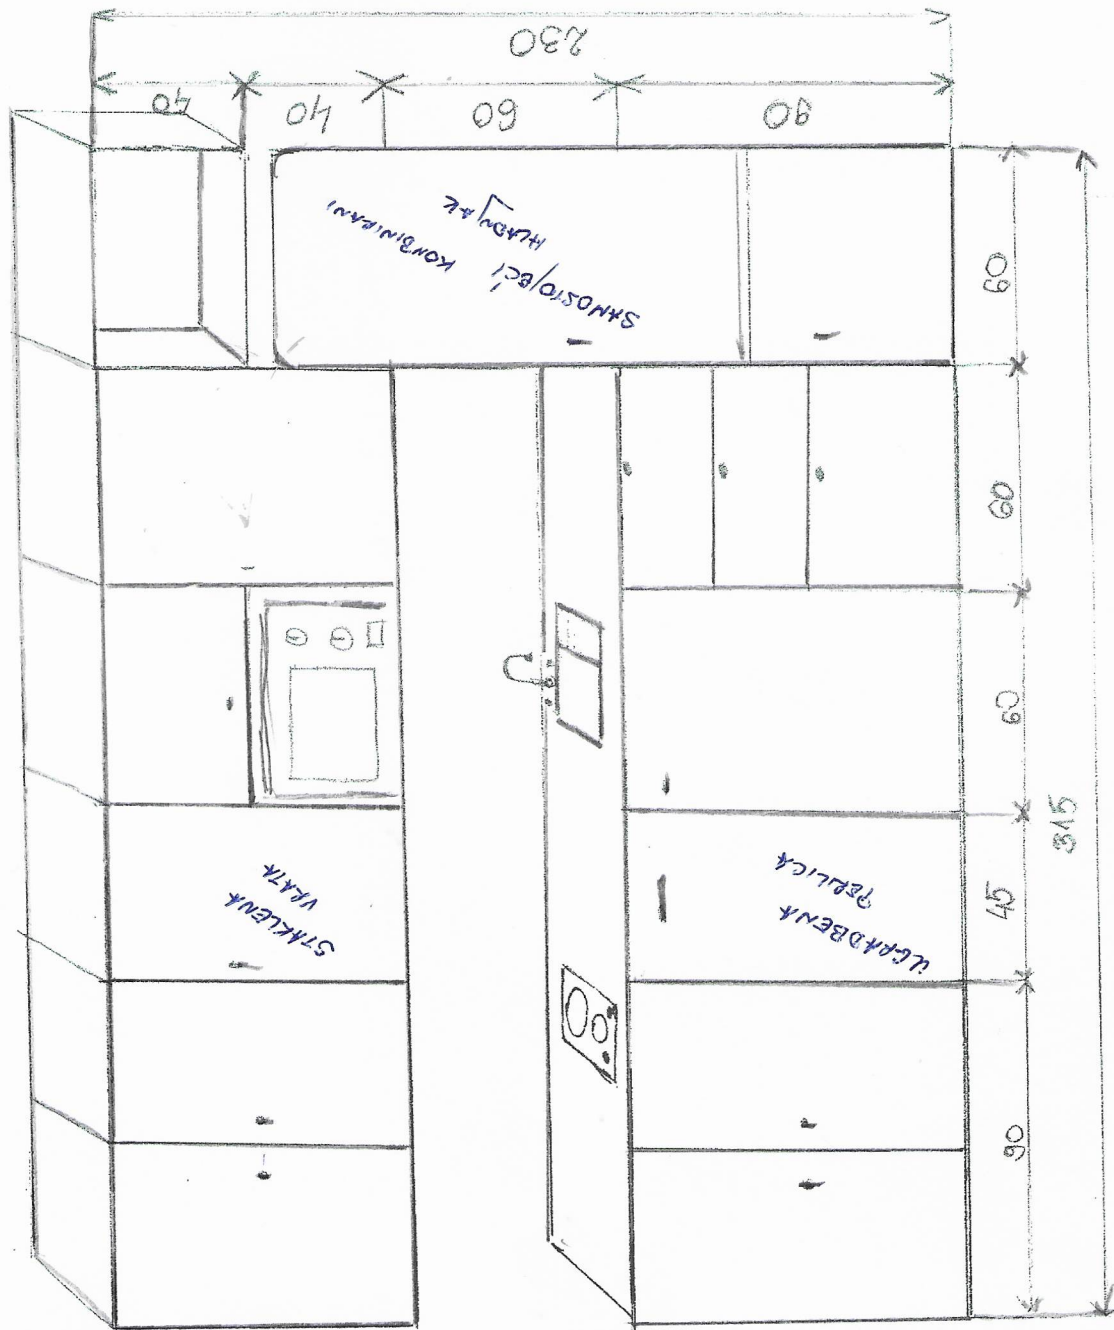 230
40
40
60
90
SAMOSTOJEĆI KOMBINIRANI
HLADNJAK
STAKLENA
VRATA
UGRADBENA
PERILICA
60
60
60
45
90
315